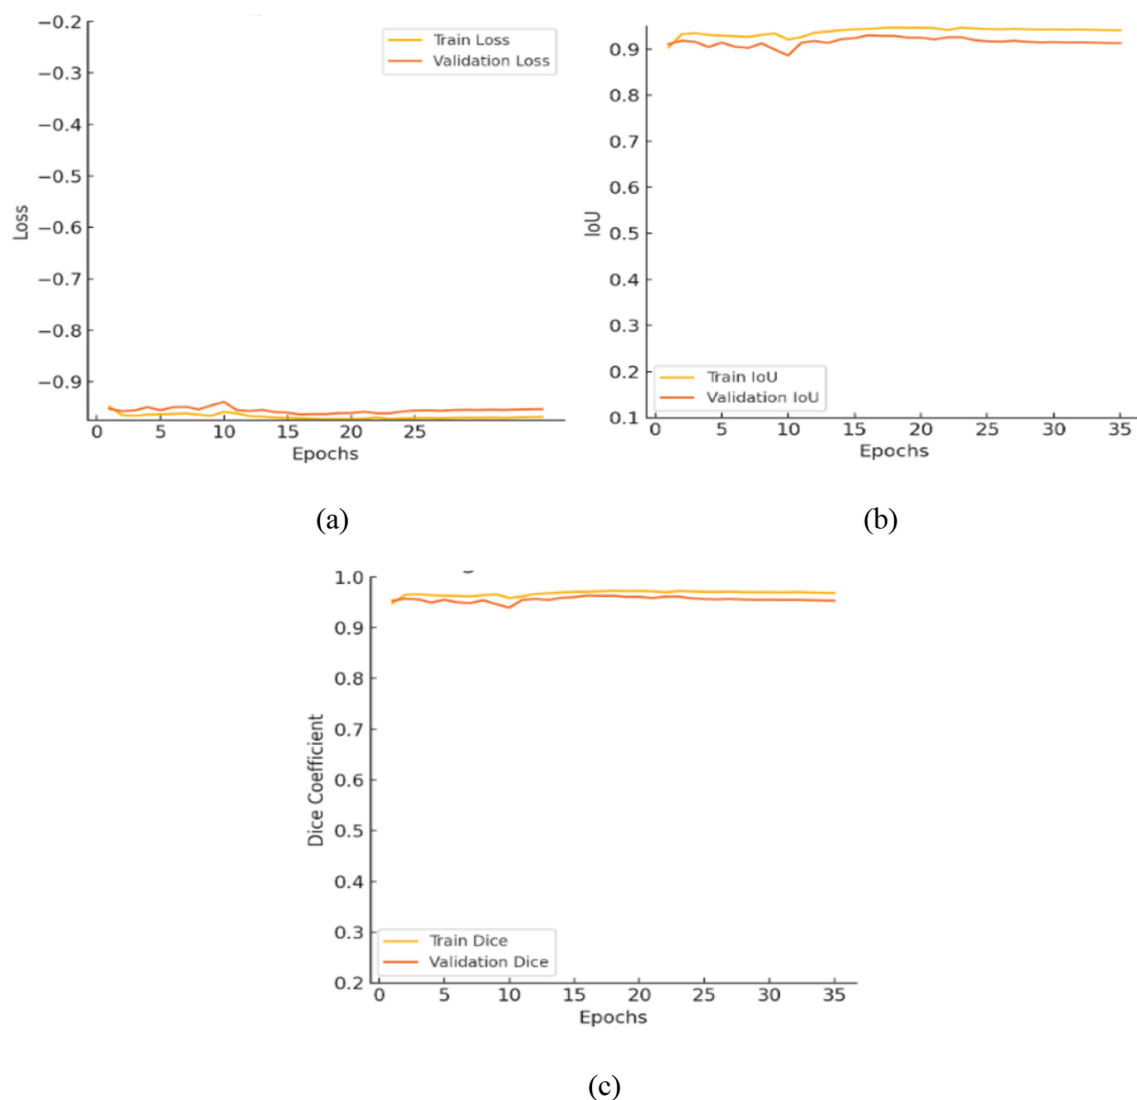 −0.2
−0.3
−0.4
−0.5
−0.6
−0.7
−0.8
−0.9
Loss
Train Loss
Validation Loss
0 5 10 15 20 25
Epochs
(a)
0.9
0.8
0.7
0.6
0.5
0.4
0.3
0.2
0.1
IoU
Train IoU
Validation IoU
0 5 10 15 20 25 30 35
Epochs
(b)
1.0
0.9
0.8
0.7
0.6
0.5
0.4
0.3
0.2
Dice Coefficient
Train Dice
Validation Dice
0 5 10 15 20 25 30 35
Epochs
(c)